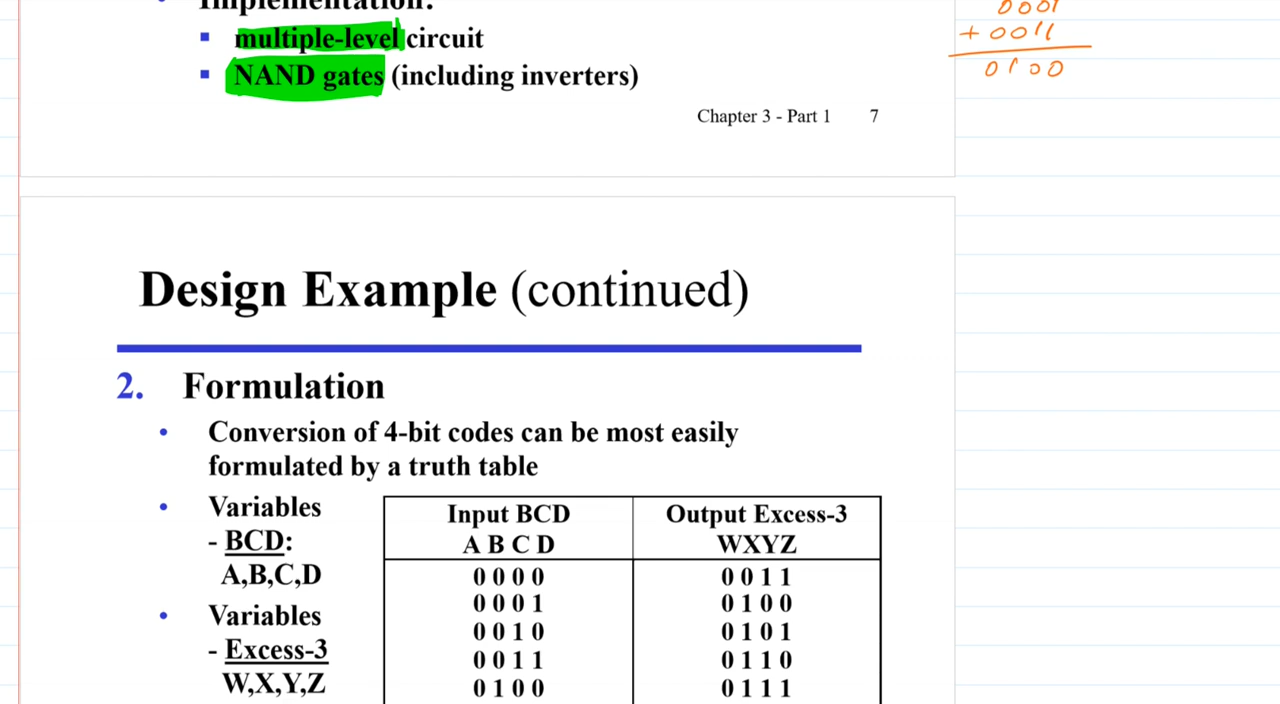 Implementation:
▪ multiple-level circuit
▪ NAND gates (including inverters)
0001
+ 0011
0100
Chapter 3 - Part 1 7
Design Example (continued)
2. Formulation
• Conversion of 4-bit codes can be most easily
formulated by a truth table
• Variables
- BCD:
A,B,C,D
• Variables
- Excess-3
W,X,Y,Z
Input BCD Output Excess-3
A B C D WXYZ
0 0 0 0 0 0 1 1
0 0 0 1 0 1 0 0
0 0 1 0 0 1 0 1
0 0 1 1 0 1 1 0
0 1 0 0 0 1 1 1